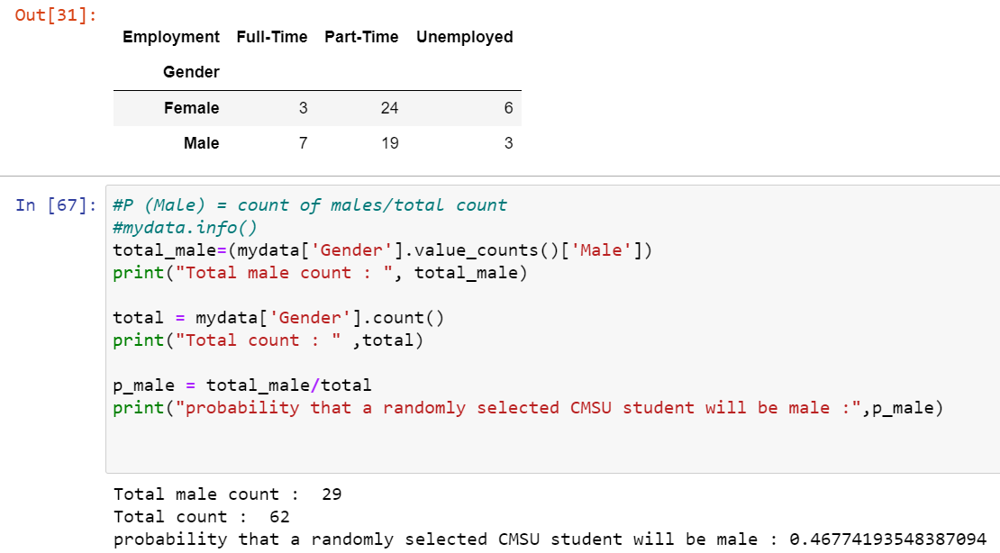 Out[31]:
Employment Full-Time Part-Time Unemployed
Gender
Female 3 24 6
Male 7 19 3
In [67]: #P (Male) = count of males/total count
#mydata.info()
total_male=(mydata['Gender'].value_counts()['Male'])
print("Total male count : ", total_male)
total = mydata['Gender'].count()
print("Total count : " ,total)
p_male = total_male/total
print("probability that a randomly selected CMSU student will be male :",p_male)
Total male count :  29
Total count :  62
probability that a randomly selected CMSU student will be male : 0.46774193548387094